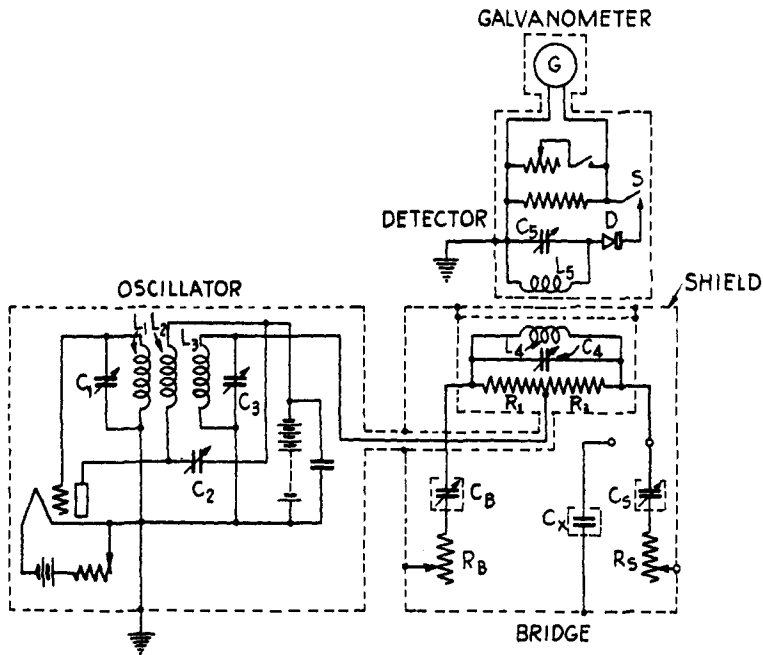 GALVANOMETER
G
S
DETECTOR
C5
D
L5
OSCILLATOR
SHIELD
L1
L2
L3
L4
C4
C1
C3
R1
R2
C2
CB
CX
CS
RB
RS
BRIDGE